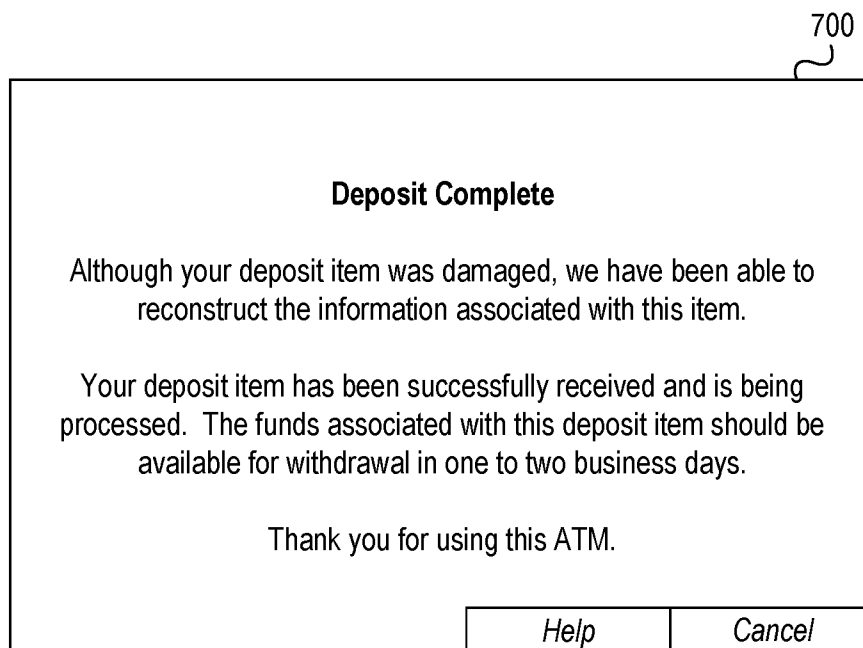 700
Deposit Complete
Although your deposit item was damaged, we have been able to
reconstruct the information associated with this item.
Your deposit item has been successfully received and is being
processed. The funds associated with this deposit item should be
available for withdrawal in one to two business days.
Thank you for using this ATM.
Help Cancel